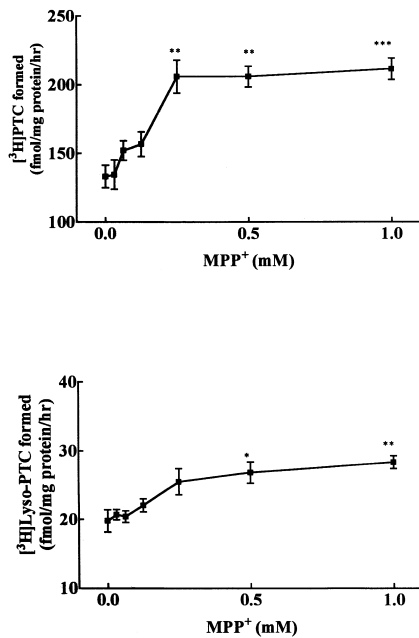 [³H]PTC formed
(fmol/mg protein/hr)
250
200
150
100
** ** ***
0.0 0.5 1.0
MPP⁺ (mM)
[³H]Lyso-PTC formed
(fmol/mg protein/hr)
40
30
20
10
* **
0.0 0.5 1.0
MPP⁺ (mM)